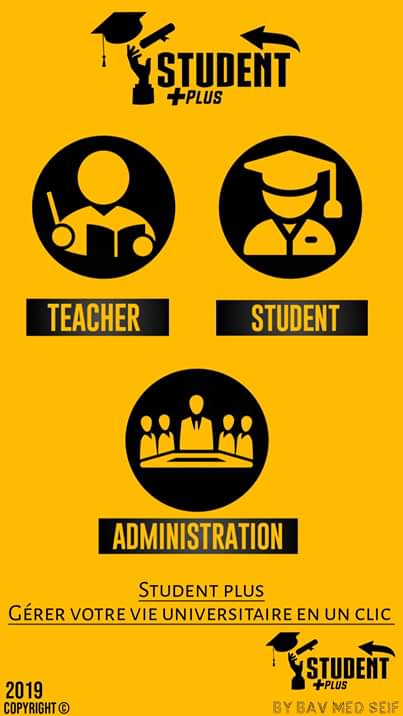 STUDENT
+PLUS
TEACHER
STUDENT
ADMINISTRATION
STUDENT PLUS
GÉRER VOTRE VIE UNIVERSITAIRE EN UN CLIC
STUDENT
+PLUS
2019
COPYRIGHT ©
BY BAV MED SEIF